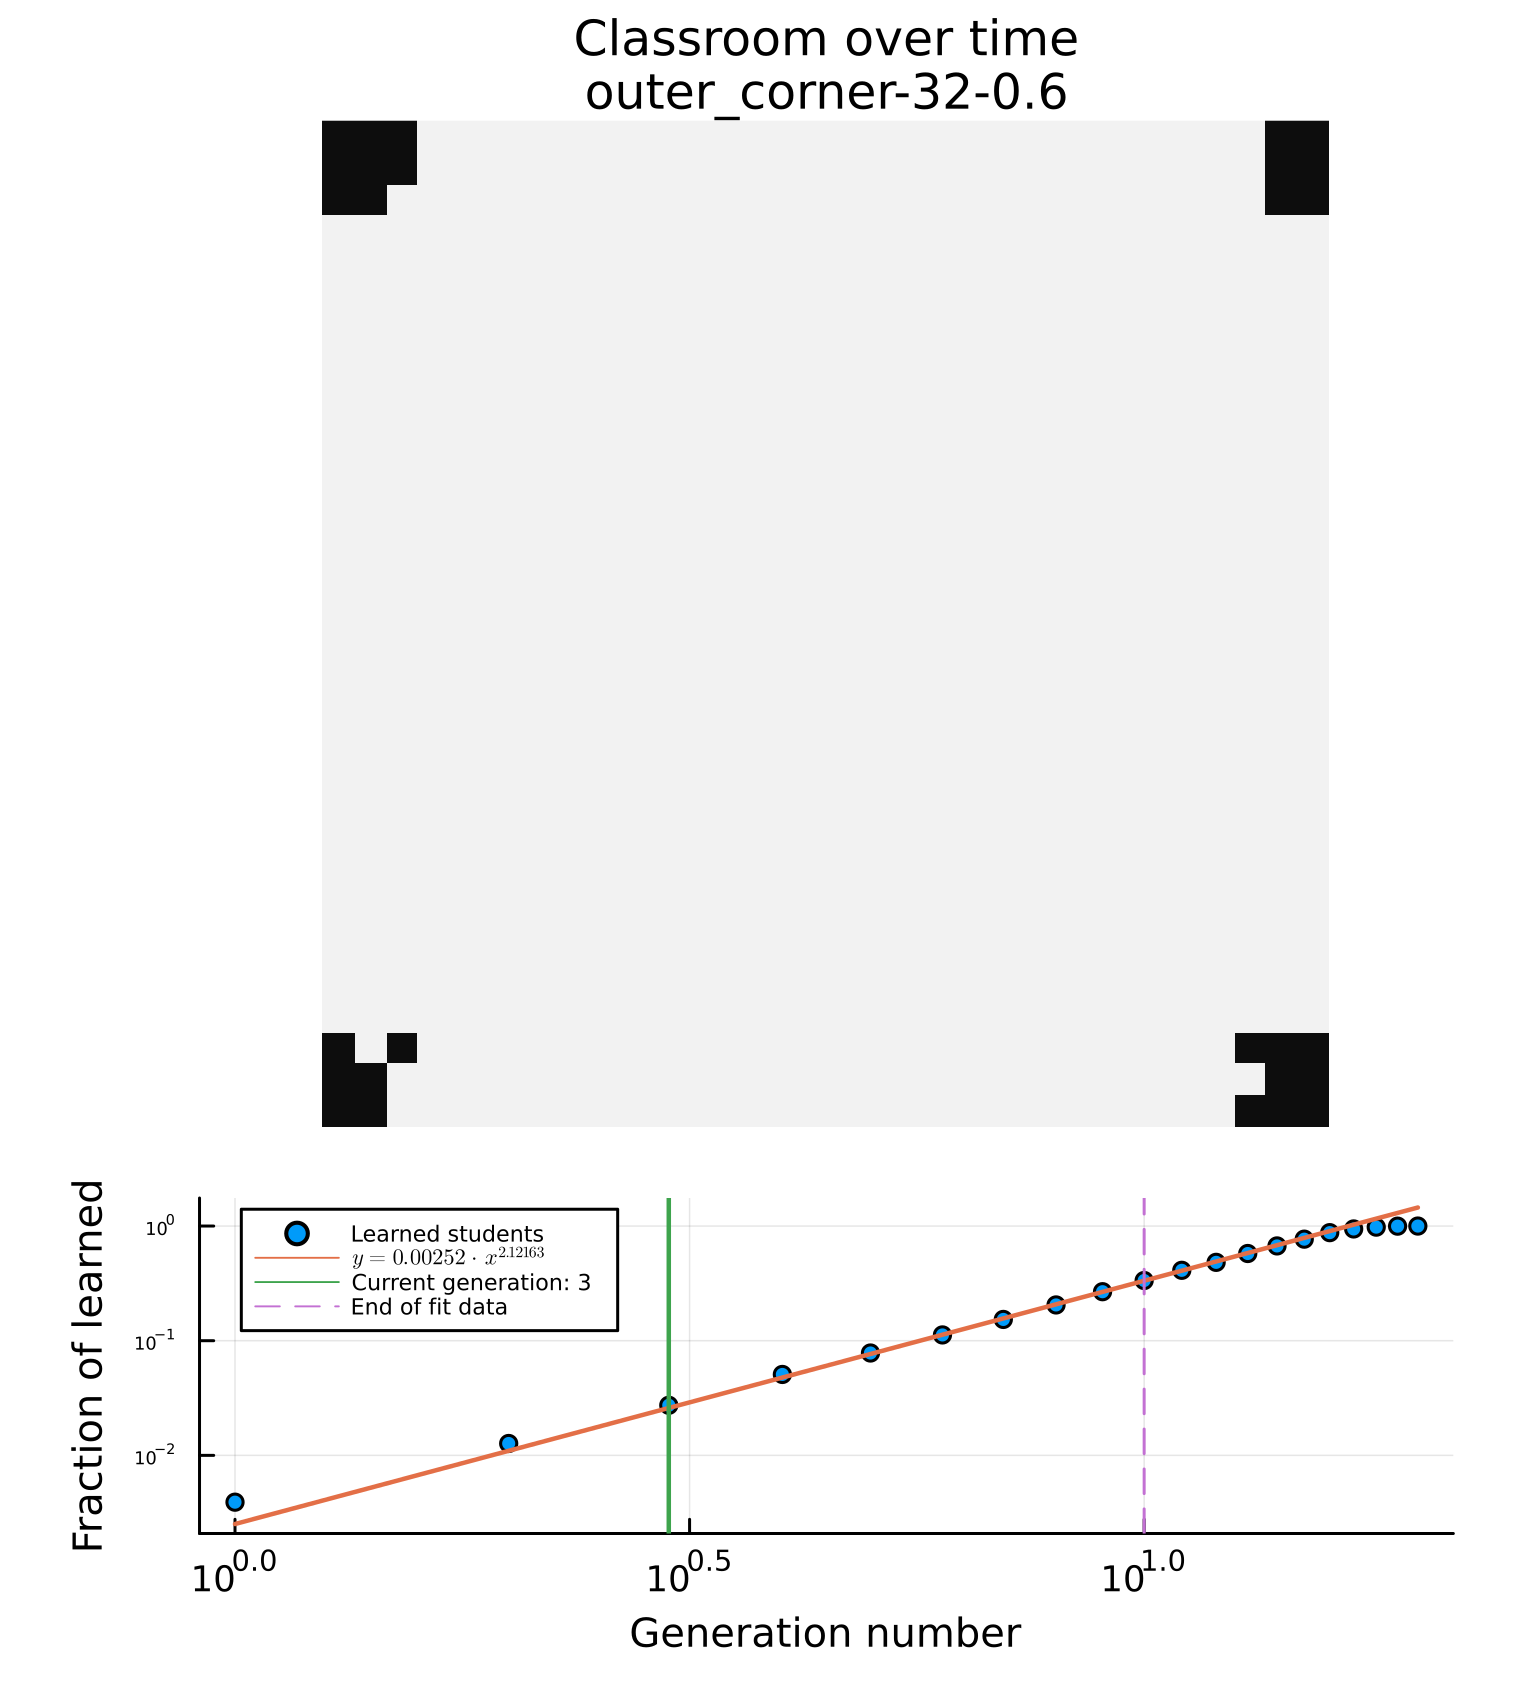 Classroom over time
outer_corner-32-0.6
Fraction of learned
10^0
10^-1
10^-2
Learned students
y = 0.00252 · x^2.12163
Current generation: 3
End of fit data
10^0.0
10^0.5
10^1.0
Generation number